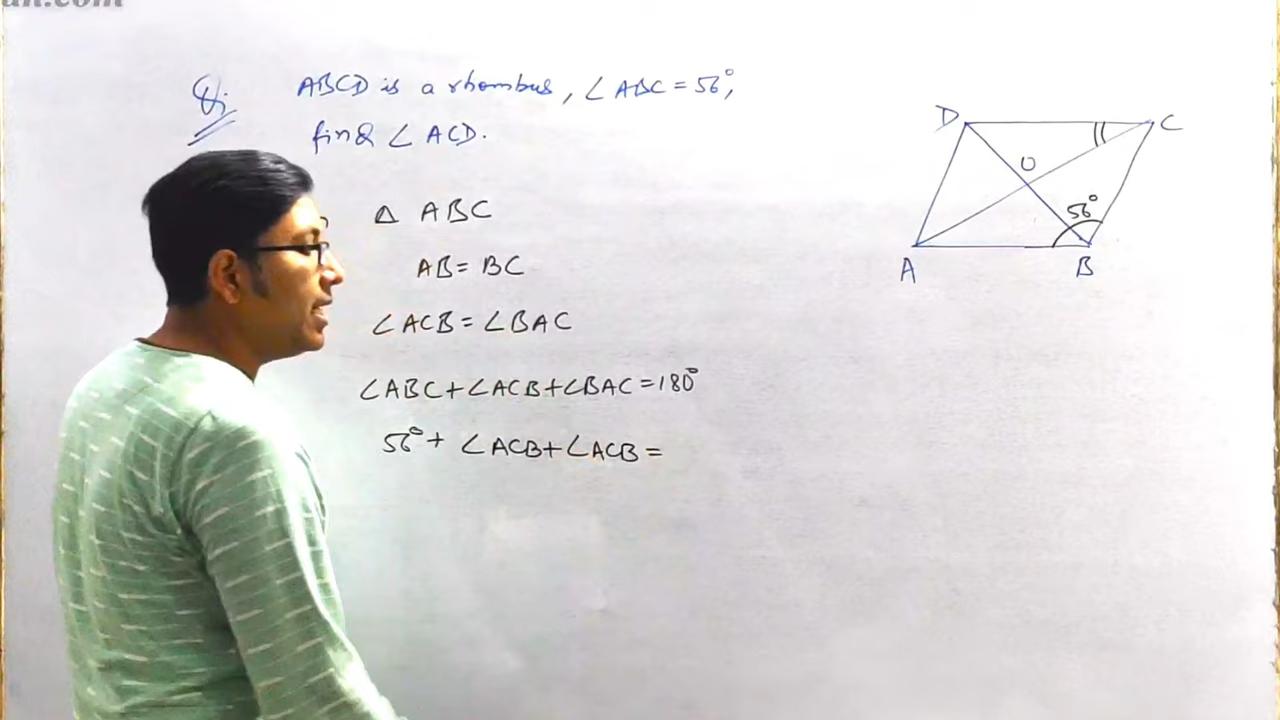 Q. ABCD is a rhombus, ∠ABC = 56°,
find ∠ACD.
△ ABC
AB = BC
∠ACB = ∠BAC
∠ABC + ∠ACB + ∠BAC = 180°
56° + ∠ACB + ∠ACB =
D C
O
56°
A B